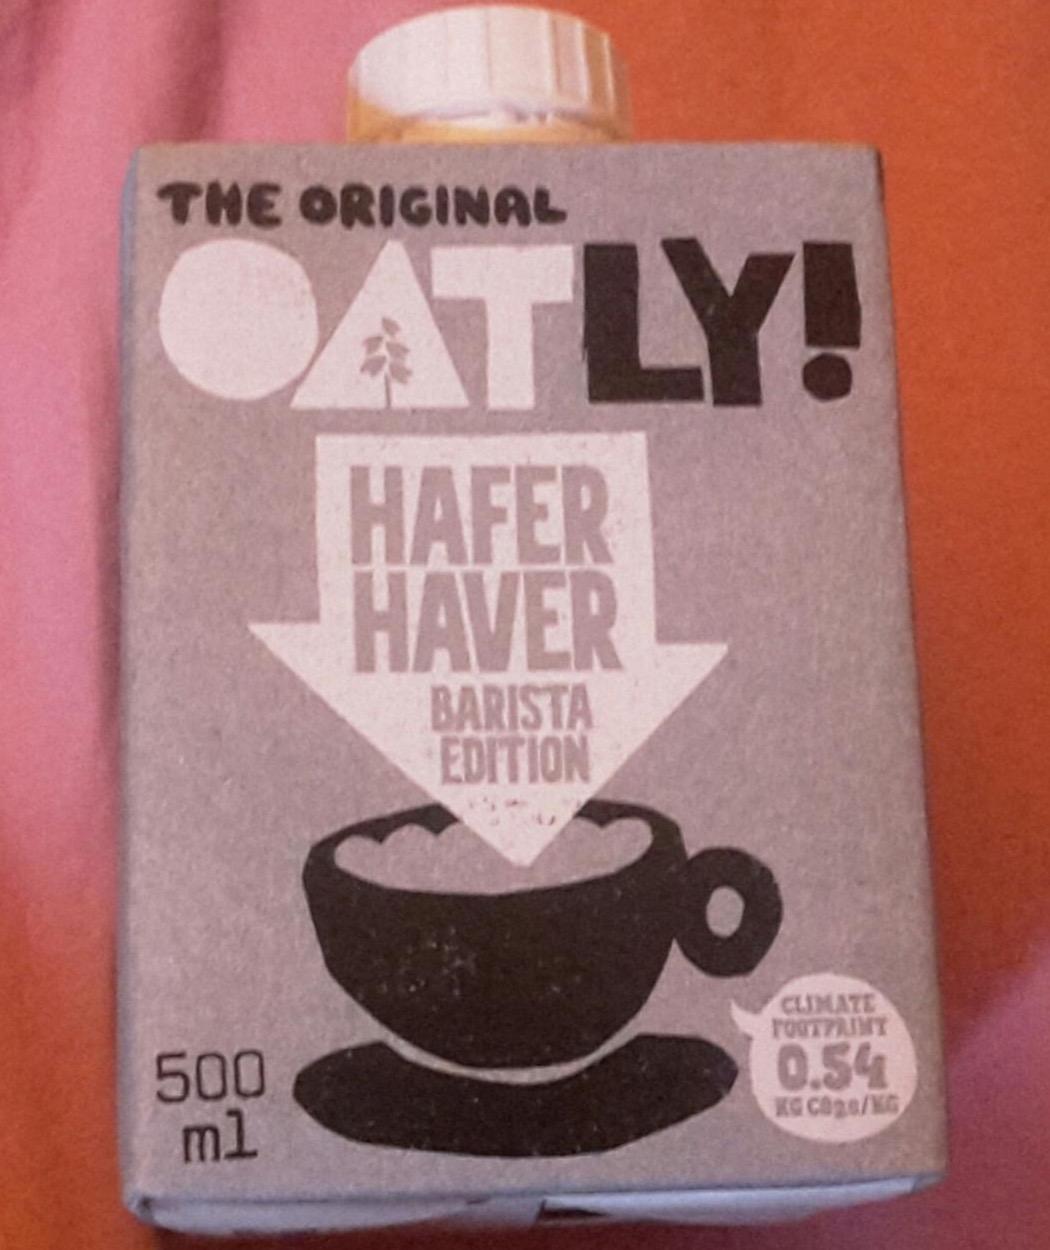 THE ORIGINAL
OATLY!
HAFER
HAVER
BARISTA
EDITION
500
ml
CLIMATE
FOOTPRINT
0.54
KG CO2e/KG